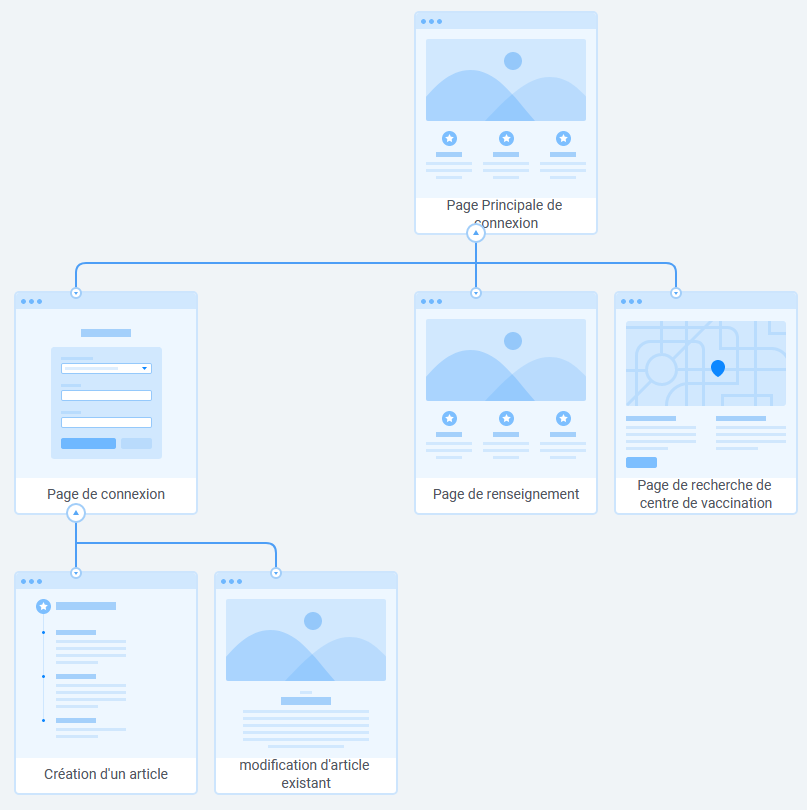 Page Principale de
connexion
Page de connexion
Page de renseignement
Page de recherche de
centre de vaccination
Création d'un article
modification d'article
existant